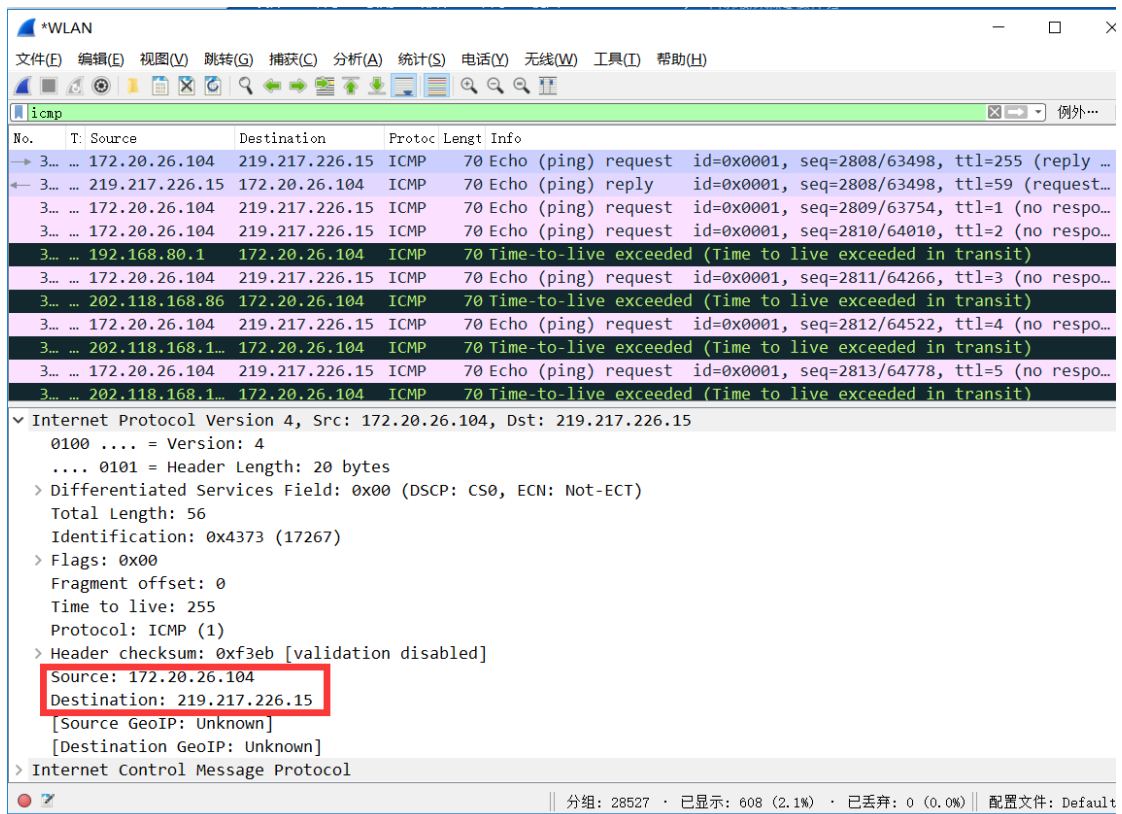 *WLAN
文件(F) 编辑(E) 视图(V) 跳转(G) 捕获(C) 分析(A) 统计(S) 电话(Y) 无线(W) 工具(T) 帮助(H)
icmp 例外…
No. T: Source Destination Protoc Lengt Info
3… … 172.20.26.104 219.217.226.15 ICMP 70 Echo (ping) request id=0x0001, seq=2808/63498, ttl=255 (reply …
3… … 219.217.226.15 172.20.26.104 ICMP 70 Echo (ping) reply id=0x0001, seq=2808/63498, ttl=59 (request…
3… … 172.20.26.104 219.217.226.15 ICMP 70 Echo (ping) request id=0x0001, seq=2809/63754, ttl=1 (no respo…
3… … 172.20.26.104 219.217.226.15 ICMP 70 Echo (ping) request id=0x0001, seq=2810/64010, ttl=2 (no respo…
3… … 192.168.80.1 172.20.26.104 ICMP 70 Time-to-live exceeded (Time to live exceeded in transit)
3… … 172.20.26.104 219.217.226.15 ICMP 70 Echo (ping) request id=0x0001, seq=2811/64266, ttl=3 (no respo…
3… … 202.118.168.86 172.20.26.104 ICMP 70 Time-to-live exceeded (Time to live exceeded in transit)
3… … 172.20.26.104 219.217.226.15 ICMP 70 Echo (ping) request id=0x0001, seq=2812/64522, ttl=4 (no respo…
3… … 202.118.168.1… 172.20.26.104 ICMP 70 Time-to-live exceeded (Time to live exceeded in transit)
3… … 172.20.26.104 219.217.226.15 ICMP 70 Echo (ping) request id=0x0001, seq=2813/64778, ttl=5 (no respo…
3… … 202.118.168.1… 172.20.26.104 ICMP 70 Time-to-live exceeded (Time to live exceeded in transit)
Internet Protocol Version 4, Src: 172.20.26.104, Dst: 219.217.226.15
0100 .... = Version: 4
.... 0101 = Header Length: 20 bytes
Differentiated Services Field: 0x00 (DSCP: CS0, ECN: Not-ECT)
Total Length: 56
Identification: 0x4373 (17267)
Flags: 0x00
Fragment offset: 0
Time to live: 255
Protocol: ICMP (1)
Header checksum: 0xf3eb [validation disabled]
Source: 172.20.26.104
Destination: 219.217.226.15
[Source GeoIP: Unknown]
[Destination GeoIP: Unknown]
Internet Control Message Protocol
分组: 28527 · 已显示: 608 (2.1%) · 已丢弃: 0 (0.0%) 配置文件: Default